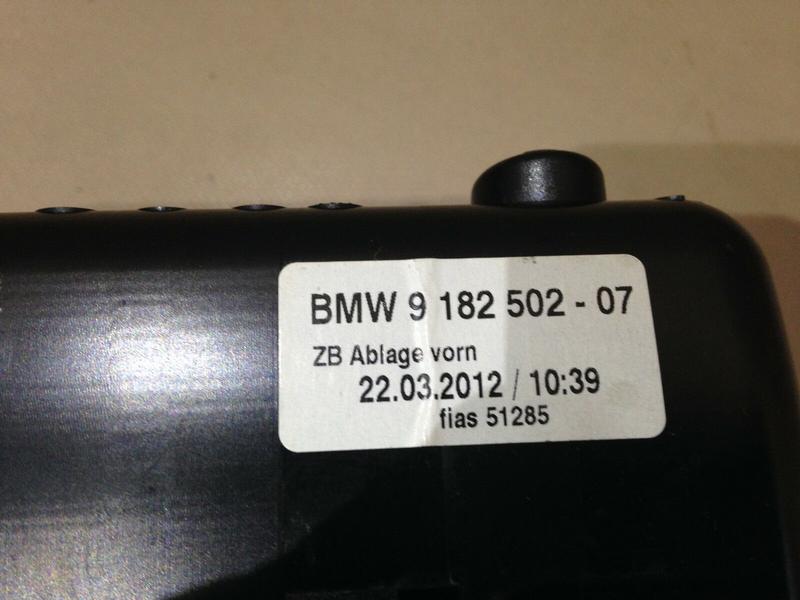 BMW 9 182 502 - 07
ZB Ablage vorn
22.03.2012 / 10:39
fias 51285